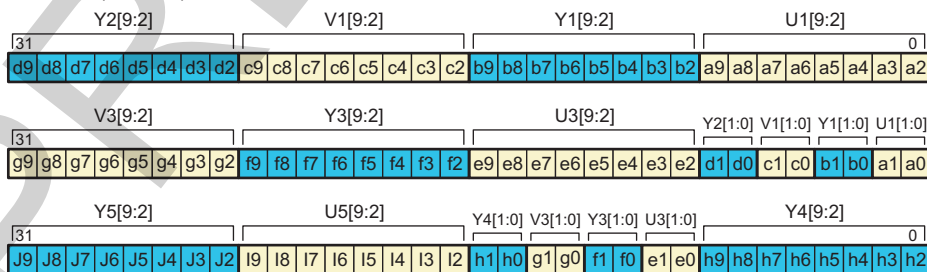 Y2[9:2] V1[9:2] Y1[9:2] U1[9:2]
31 0
d9 d8 d7 d6 d5 d4 d3 d2 c9 c8 c7 c6 c5 c4 c3 c2 b9 b8 b7 b6 b5 b4 b3 b2 a9 a8 a7 a6 a5 a4 a3 a2
V3[9:2] Y3[9:2] U3[9:2] Y2[1:0] V1[1:0] Y1[1:0] U1[1:0]
31
g9 g8 g7 g6 g5 g4 g3 g2 f9 f8 f7 f6 f5 f4 f3 f2 e9 e8 e7 e6 e5 e4 e3 e2 d1 d0 c1 c0 b1 b0 a1 a0
Y5[9:2] U5[9:2] Y4[1:0] V3[1:0] Y3[1:0] U3[1:0] Y4[9:2]
31 0
J9 J8 J7 J6 J5 J4 J3 J2 I9 I8 I7 I6 I5 I4 I3 I2 h1 h0 g1 g0 f1 f0 e1 e0 h9 h8 h7 h6 h5 h4 h3 h2